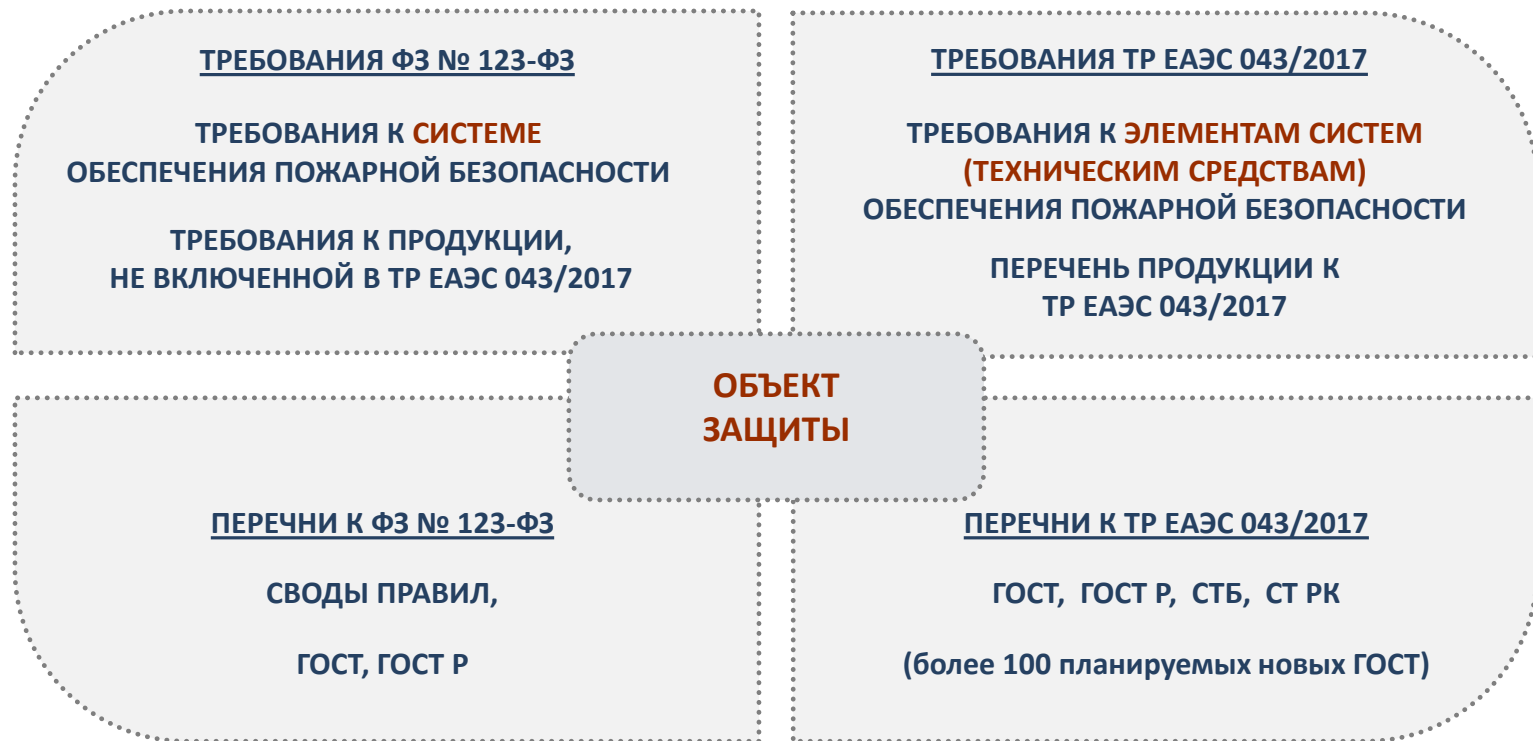 ТРЕБОВАНИЯ ФЗ № 123-ФЗ
ТРЕБОВАНИЯ К СИСТЕМЕ
ОБЕСПЕЧЕНИЯ ПОЖАРНОЙ БЕЗОПАСНОСТИ
ТРЕБОВАНИЯ К ПРОДУКЦИИ,
НЕ ВКЛЮЧЕННОЙ В ТР ЕАЭС 043/2017
ТРЕБОВАНИЯ ТР ЕАЭС 043/2017
ТРЕБОВАНИЯ К ЭЛЕМЕНТАМ СИСТЕМ
(ТЕХНИЧЕСКИМ СРЕДСТВАМ)
ОБЕСПЕЧЕНИЯ ПОЖАРНОЙ БЕЗОПАСНОСТИ
ПЕРЕЧЕНЬ ПРОДУКЦИИ К
ТР ЕАЭС 043/2017
ОБЪЕКТ
ЗАЩИТЫ
ПЕРЕЧНИ К ФЗ № 123-ФЗ
СВОДЫ ПРАВИЛ,
ГОСТ, ГОСТ Р
ПЕРЕЧНИ К ТР ЕАЭС 043/2017
ГОСТ, ГОСТ Р, СТБ, СТ РК
(более 100 планируемых новых ГОСТ)